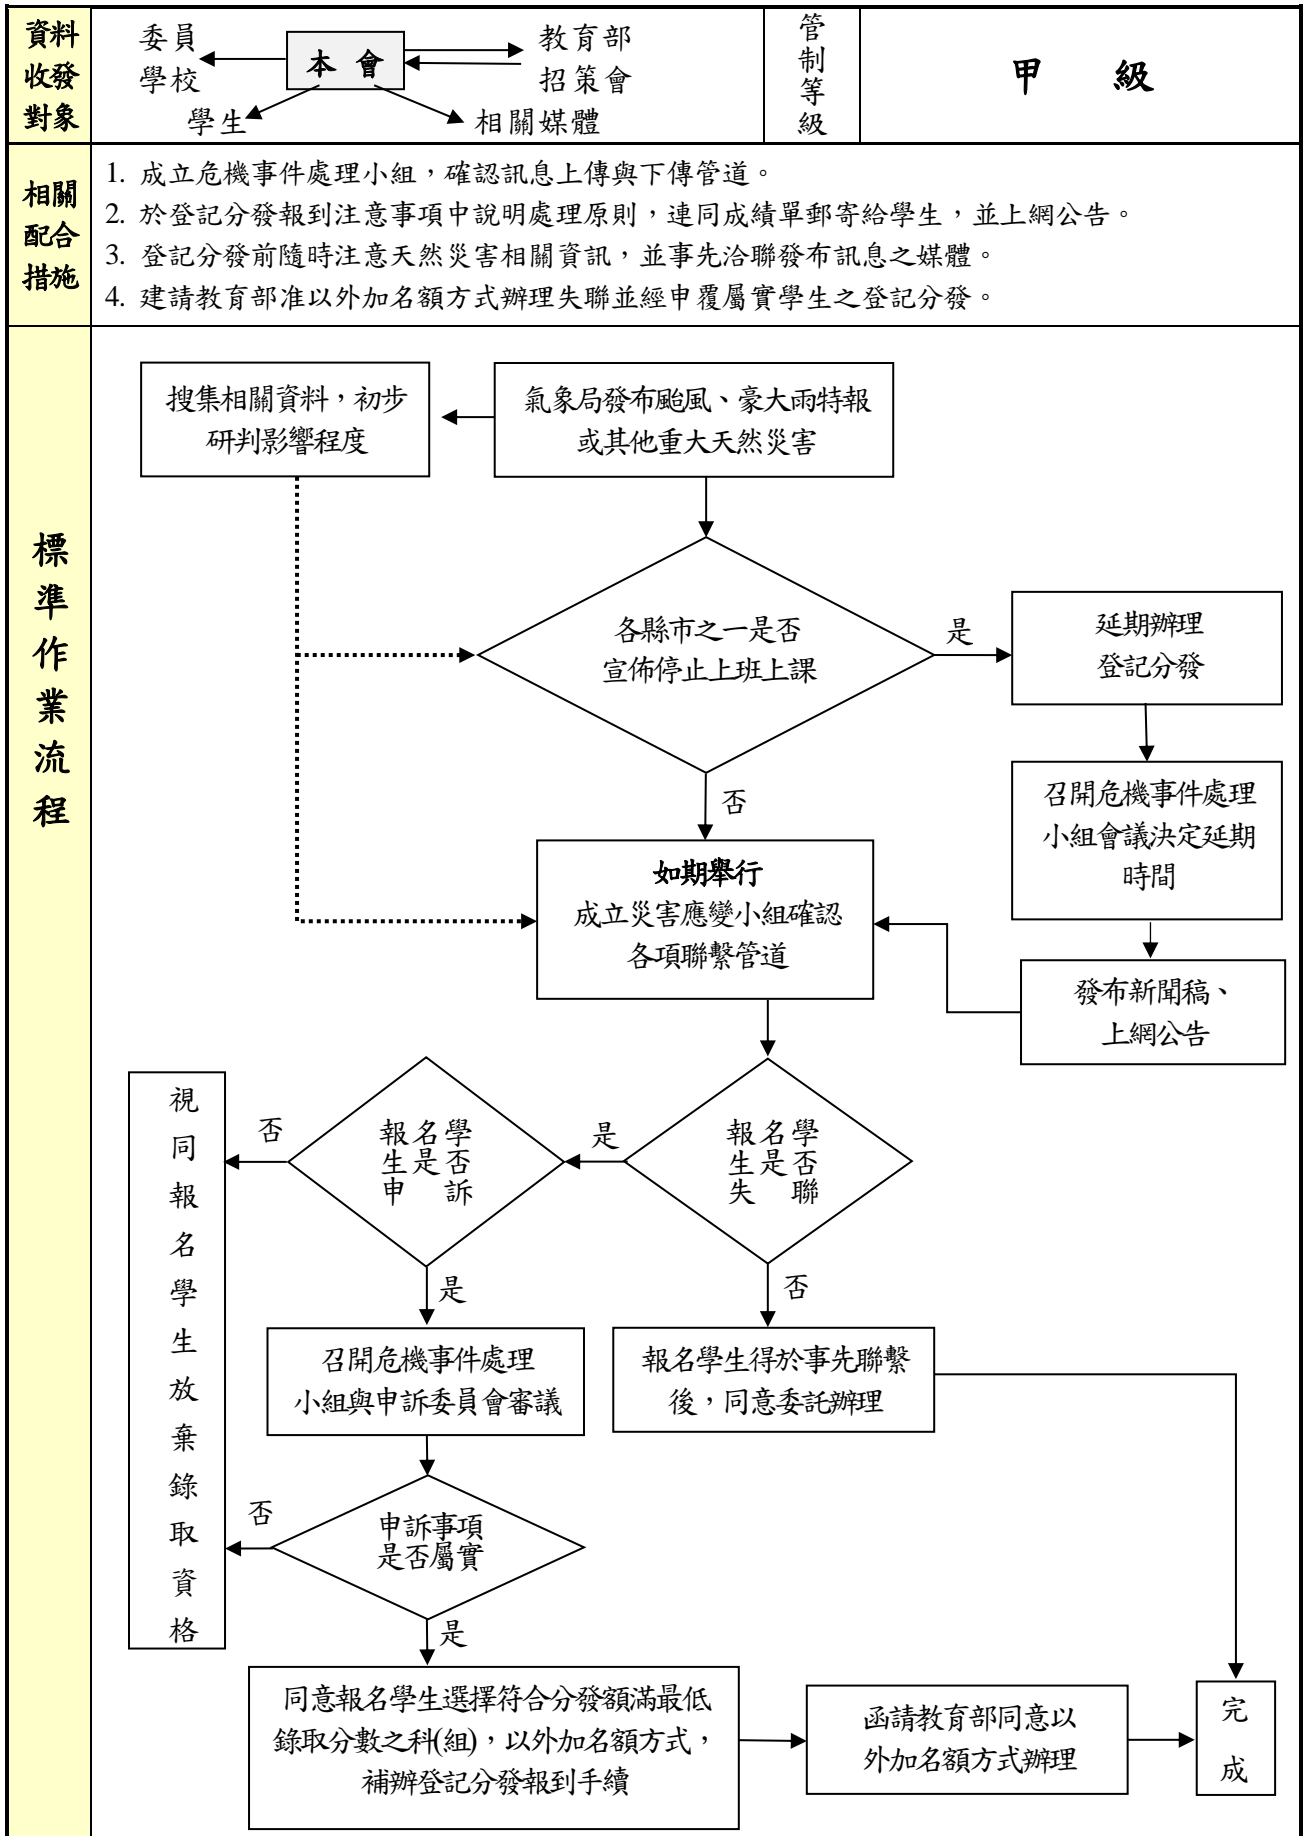 資料
收發
對象
委員
學校
學生
本 會
教育部
招策會
相關媒體
管制等級
甲 級
相關
配合
措施
1. 成立危機事件處理小組，確認訊息上傳與下傳管道。
2. 於登記分發報到注意事項中說明處理原則，連同成績單郵寄給學生，並上網公告。
3. 登記分發前隨時注意天然災害相關資訊，並事先洽聯發布訊息之媒體。
4. 建請教育部准以外加名額方式辦理失聯並經申覆屬實學生之登記分發。
標準作業流程
搜集相關資料，初步
研判影響程度
氣象局發布颱風、豪大雨特報
或其他重大天然災害
各縣市之一是否
宣佈停止上班上課
是
延期辦理
登記分發
否
召開危機事件處理
小組會議決定延期
時間
如期舉行
成立災害應變小組確認
各項聯繫管道
發布新聞稿、
上網公告
視同報名學生放棄錄取資格
否
報名學
生是否
申 訴
是
報名學
生是否
失 聯
是
否
召開危機事件處理
小組與申訴委員會審議
報名學生得於事先聯繫
後，同意委託辦理
否
申訴事項
是否屬實
是
同意報名學生選擇符合分發額滿最低
錄取分數之科(組)，以外加名額方式，
補辦登記分發報到手續
函請教育部同意以
外加名額方式辦理
完
成